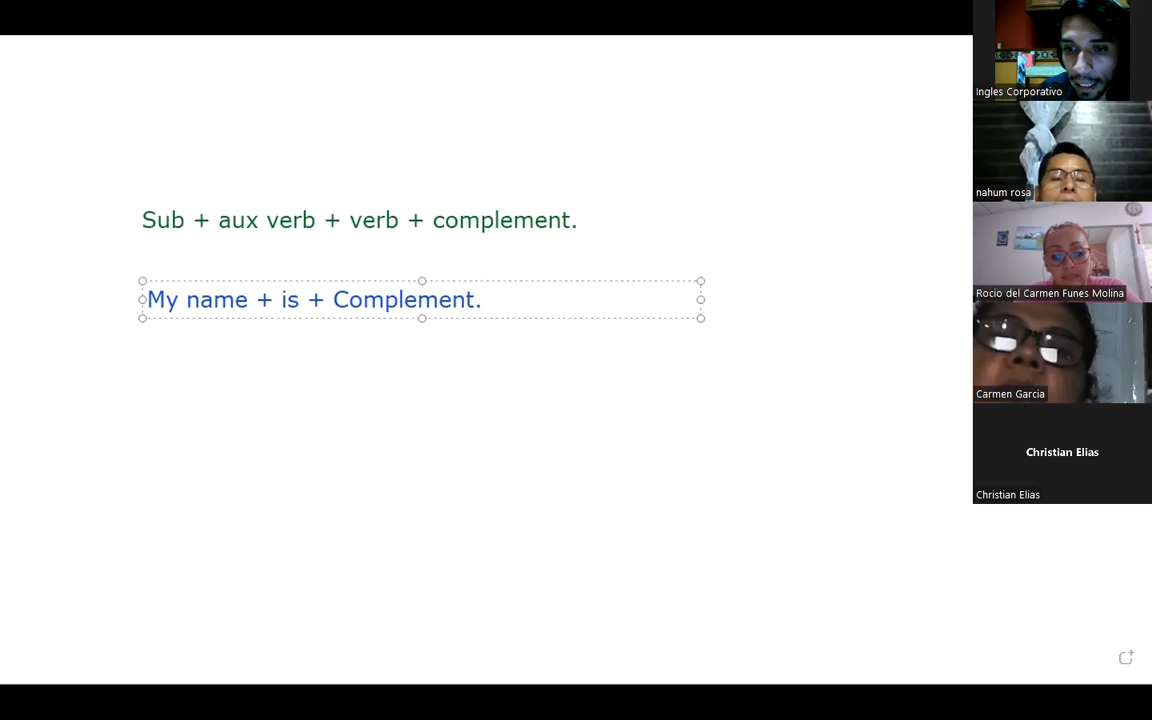 Sub + aux verb + verb + complement.
My name + is + Complement.
Ingles Corporativo
nahum rosa
Rocio del Carmen Funes Molina
Carmen Garcia
Christian Elias
Christian Elias